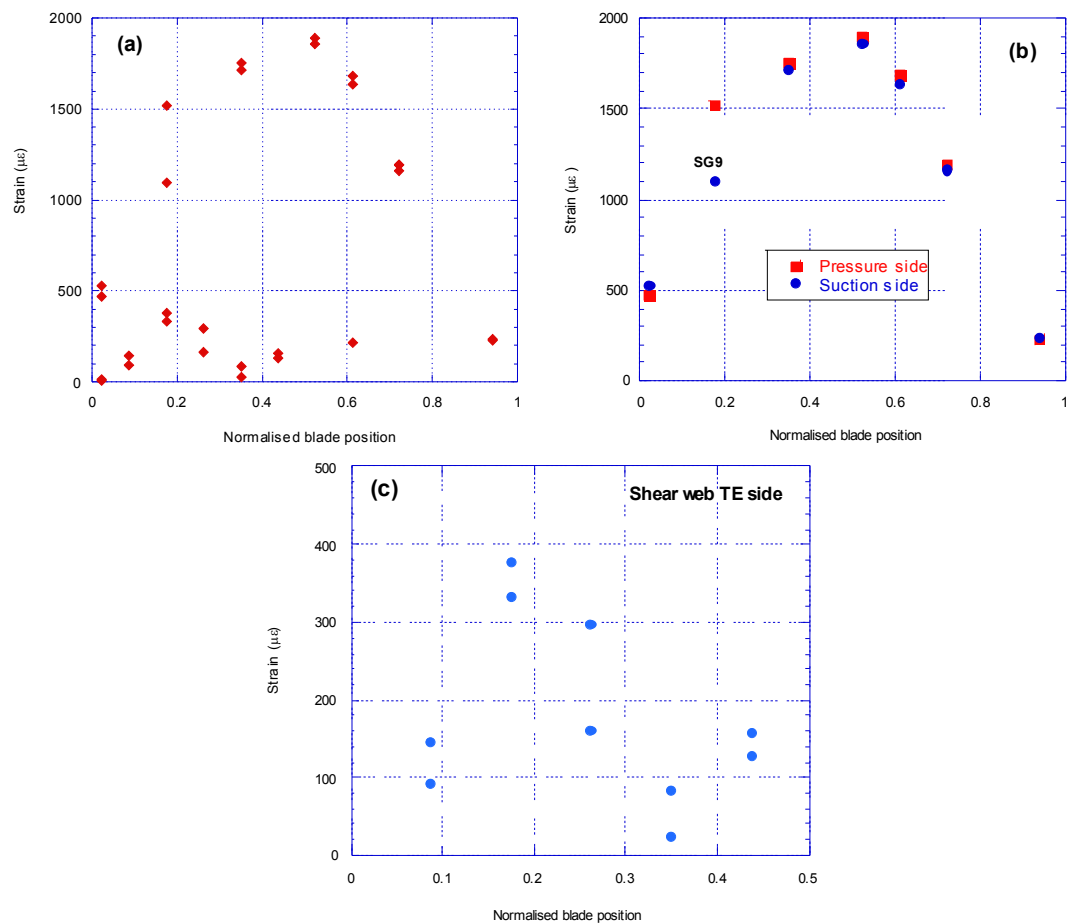 (a)
2000
1500
1000
500
0
Strain (με)
0 0.2 0.4 0.6 0.8 1
Normalised blade position
(b)
2000
1500
1000
500
0
Strain (με)
SG9
Pressure side
Suction side
0 0.2 0.4 0.6 0.8 1
Normalised blade position
(c)
Shear web TE side
500
400
300
200
100
0
Strain (με)
0 0.1 0.2 0.3 0.4 0.5
Normalised blade position